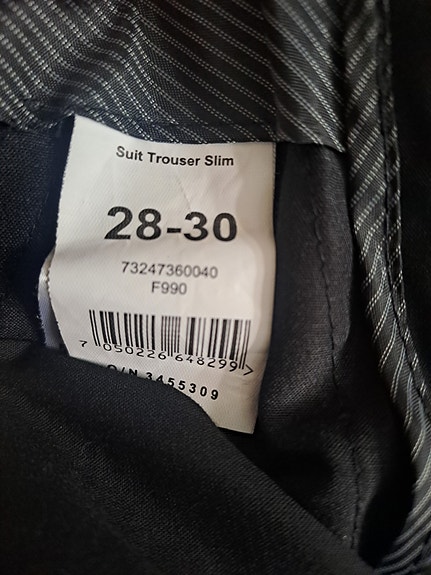 Suit Trouser Slim
28-30
73247360040
F990
7 050226 648299 >
O/N 3455309